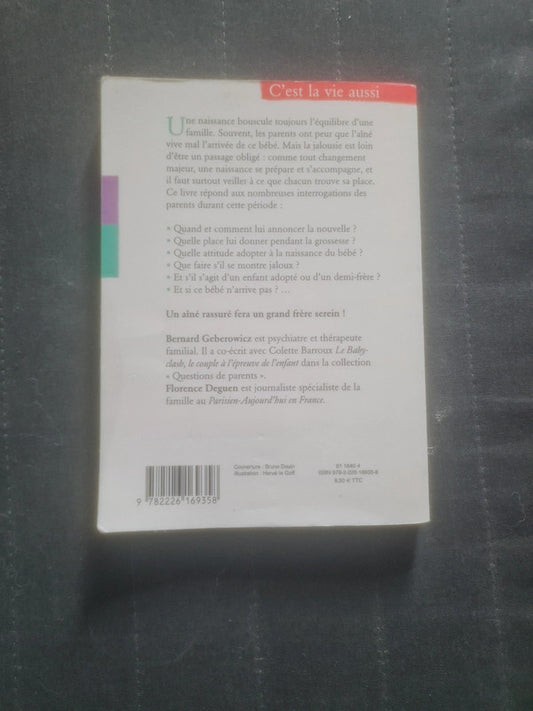 C'est la vie aussi
Une naissance bouscule toujours l'équilibre d'une
famille. Souvent, les parents ont peur que l'aîné
vive mal l'arrivée de ce bébé. Mais la jalousie est loin
d'être un passage obligé : comme tout changement
majeur, une naissance se prépare et s'accompagne, et
il faut surtout veiller à ce que chacun trouve sa place.
Ce livre répond aux nombreuses interrogations des
parents durant cette période :
* Quand et comment lui annoncer la nouvelle ?
* Quelle place lui donner pendant la grossesse ?
* Quelle attitude adopter à la naissance du bébé ?
* Que faire s'il se montre jaloux ?
* Et s'il s'agit d'un enfant adopté ou d'un demi-frère ?
* Et si ce bébé n'arrive pas ? ...
Un aîné rassuré fera un grand frère serein !
Bernard Geberowicz est psychiatre et thérapeute
familial. Il a co-écrit avec Colette Barroux Le Baby-
clash, le couple à l'épreuve de l'enfant dans la collection
« Questions de parents ».
Florence Deguen est journaliste spécialiste de la
famille au Parisien-Aujourd'hui en France.
Couverture : Bruno Douin
Illustration : Hervé le Goff
8,50 € TTC
9 782226 169358